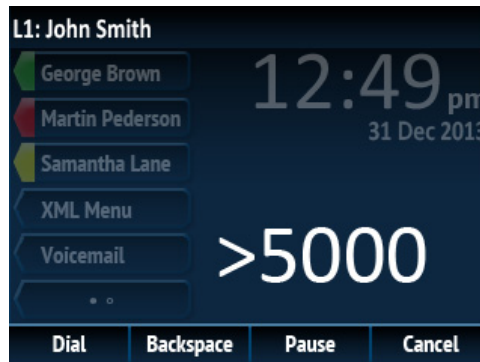 L1: John Smith
George Brown
12:49 pm
Martin Pederson
31 Dec 2013
Samantha Lane
XML Menu
Voicemail
>5000
Dial Backspace Pause Cancel